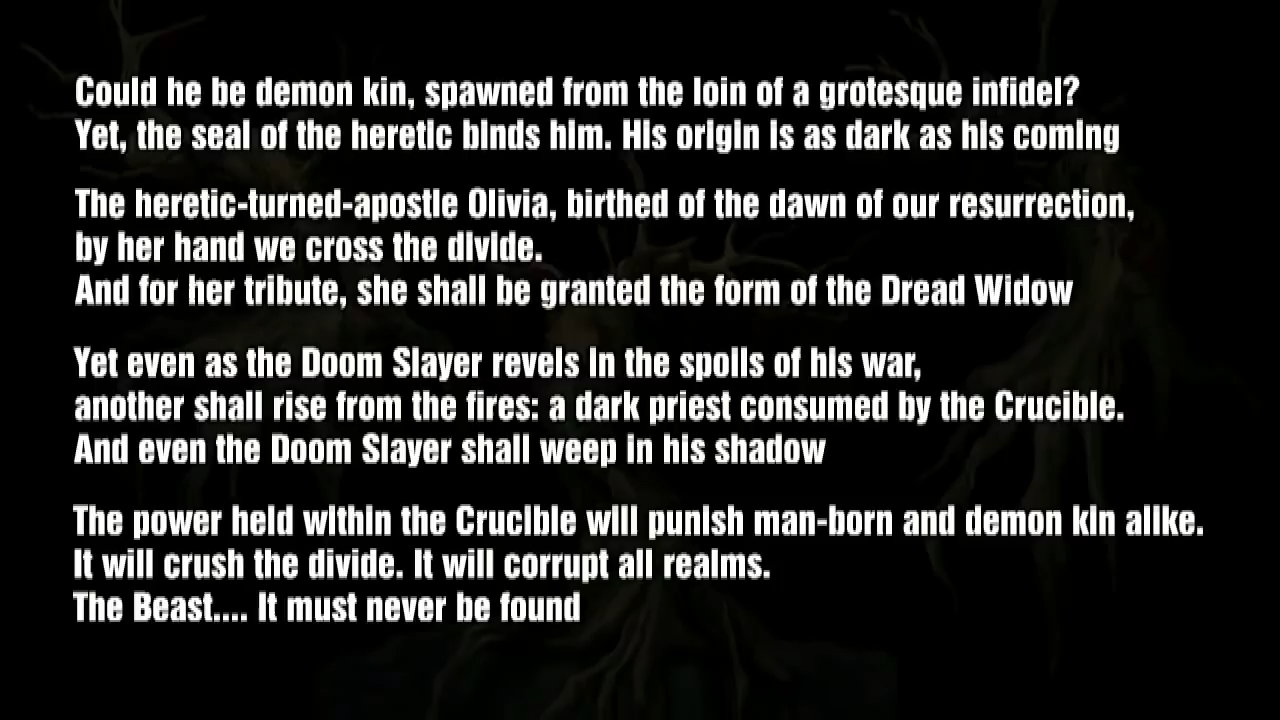 Could he be demon kin, spawned from the loin of a grotesque infidel?
Yet, the seal of the heretic binds him. His origin is as dark as his coming
The heretic-turned-apostle Olivia, birthed of the dawn of our resurrection,
by her hand we cross the divide.
And for her tribute, she shall be granted the form of the Dread Widow
Yet even as the Doom Slayer revels in the spoils of his war,
another shall rise from the fires: a dark priest consumed by the Crucible.
And even the Doom Slayer shall weep in his shadow
The power held within the Crucible will punish man-born and demon kin alike.
It will crush the divide. It will corrupt all realms.
The Beast.... It must never be found